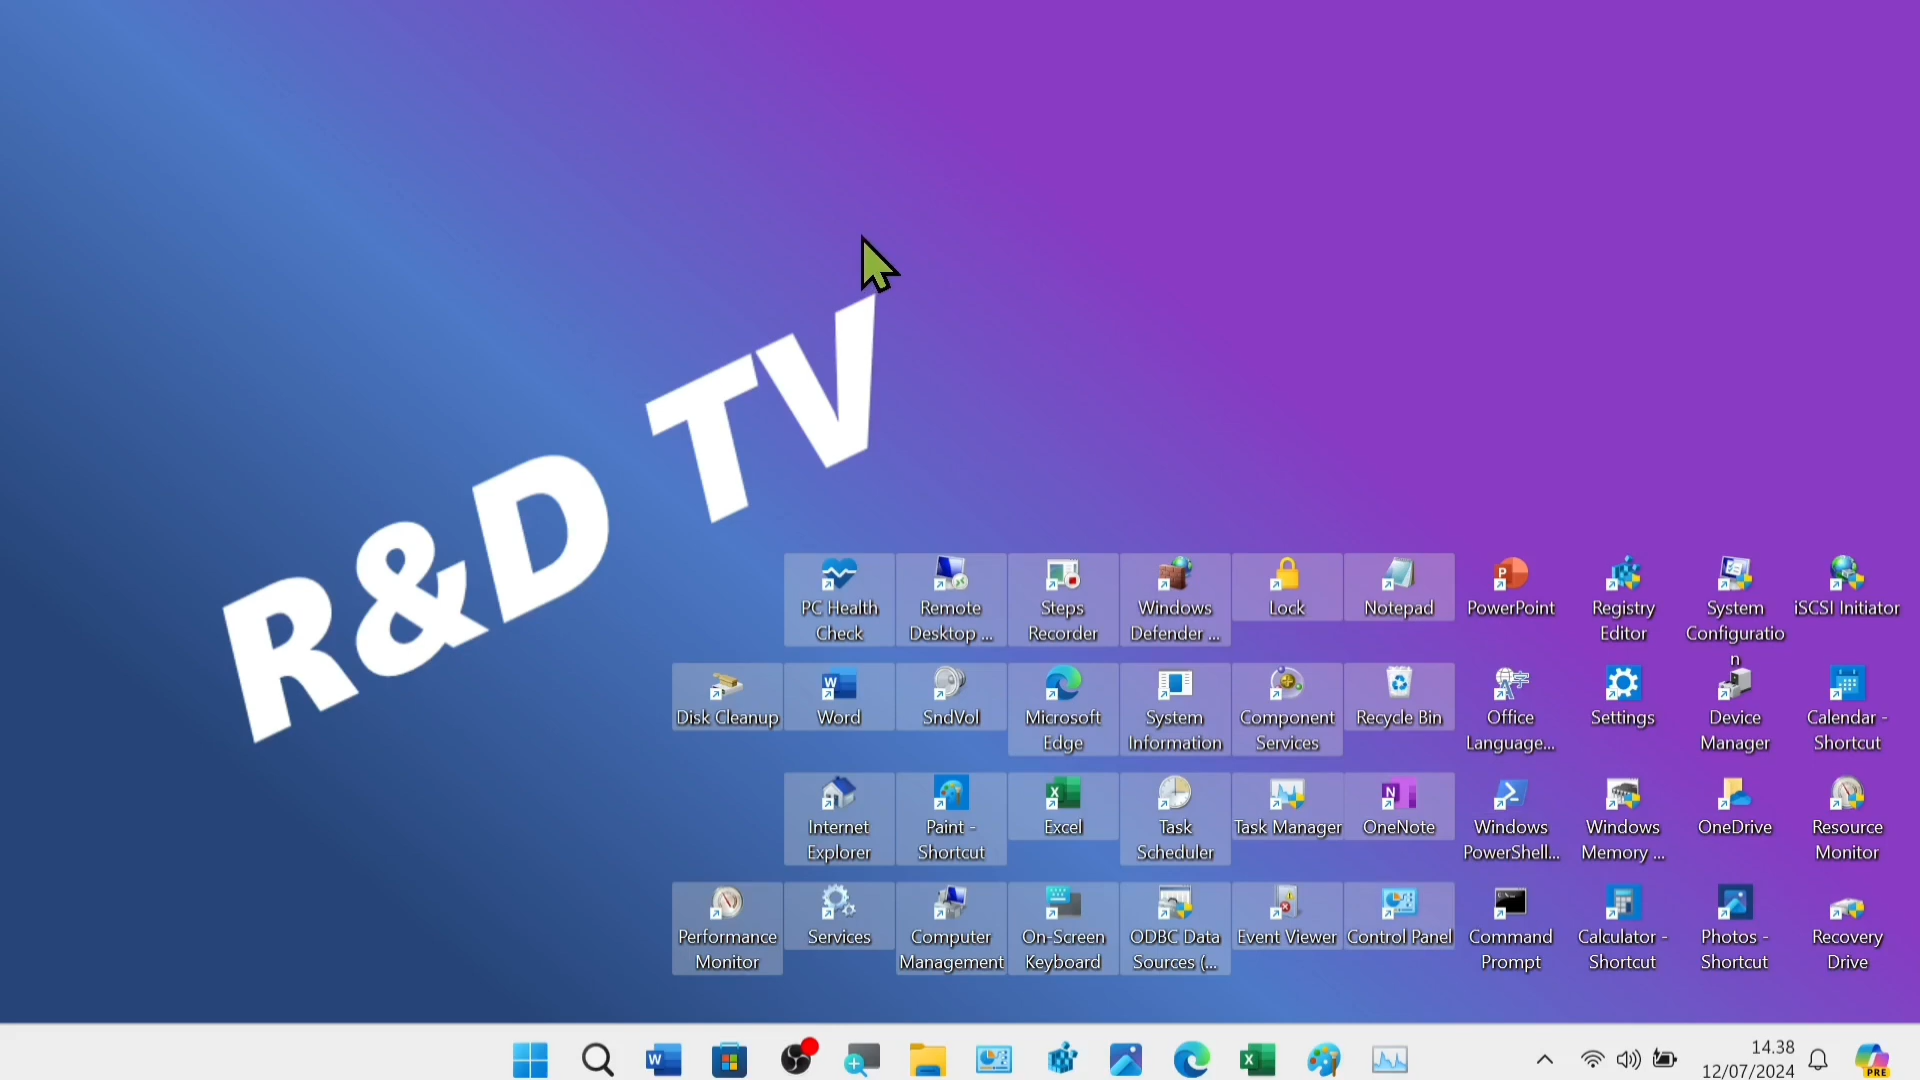 R&D TV
PC Health
Check
Remote
Desktop ...
Steps
Recorder
Windows
Defender ...
Lock
Notepad
PowerPoint
Registry
Editor
System
Configuratio
n
iSCSI Initiator
Disk Cleanup
Word
SndVol
Microsoft
Edge
System
Information
Component
Services
Recycle Bin
Office
Language...
Settings
Device
Manager
Calendar -
Shortcut
Internet
Explorer
Paint -
Shortcut
Excel
Task
Scheduler
Task Manager
OneNote
Windows
PowerShell...
Windows
Memory ...
OneDrive
Resource
Monitor
Performance
Monitor
Services
Computer
Management
On-Screen
Keyboard
ODBC Data
Sources (...
Event Viewer
Control Panel
Command
Prompt
Calculator -
Shortcut
Photos -
Shortcut
Recovery
Drive
14.38
12/07/2024
PRE